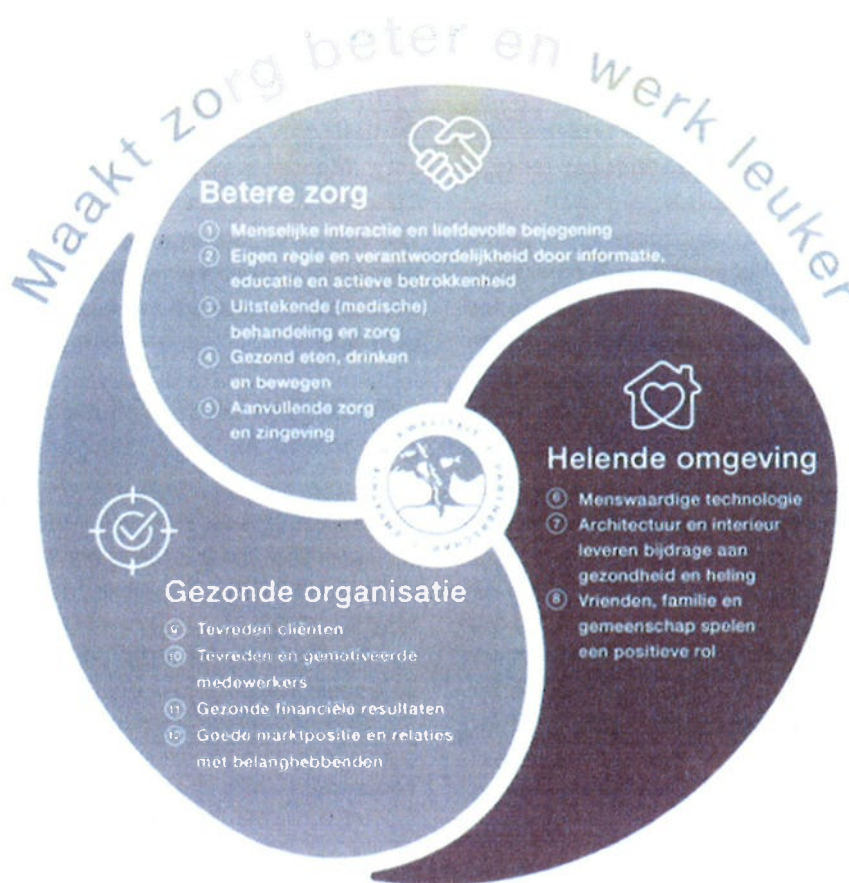 Maakt zorg beter en werk leuker
Betere zorg
1 Menselijke interactie en liefdevolle bejegening
2 Eigen regie en verantwoordelijkheid door informatie,
educatie en actieve betrokkenheid
3 Uitstekende (medische)
behandeling en zorg
4 Gezond eten, drinken
en bewegen
5 Aanvullende zorg
en zingeving
KWALITEIT / PARTNERSCHAP / EMPATHIE /
Helende omgeving
6 Menswaardige technologie
7 Architectuur en interieur
leveren bijdrage aan
gezondheid en heling
8 Vrienden, familie en
gemeenschap spelen
een positieve rol
Gezonde organisatie
9 Tevreden cliënten
10 Tevreden en gemotiveerde
medewerkers
11 Gezonde financiële resultaten
12 Goede marktpositie en relaties
met belanghebbenden